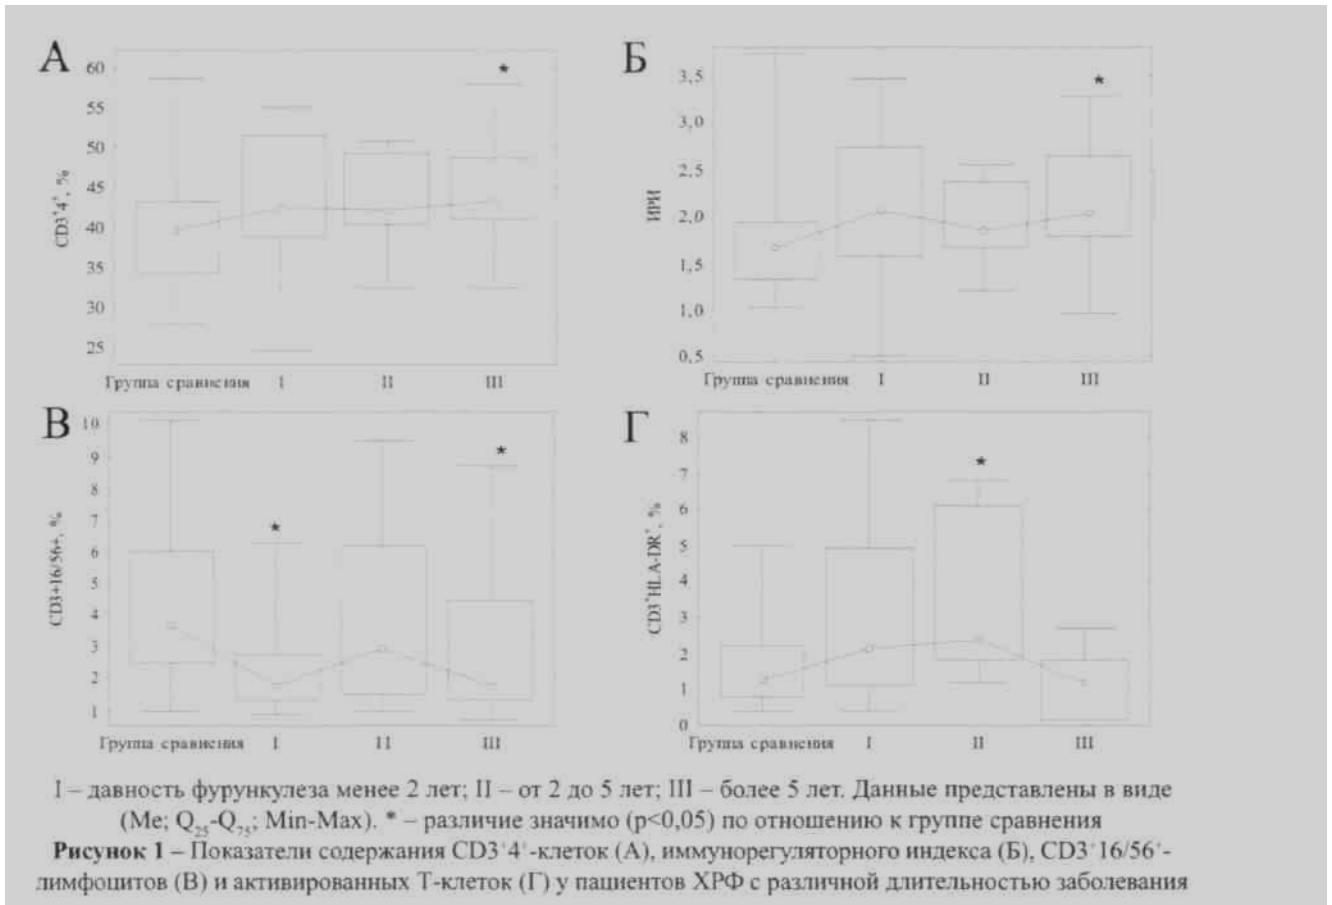 А
60
55
50
45
40
35
30
25
CD3⁺4⁺, %
*
Группа сравнения I II III
Б
3,5
3,0
2,5
2,0
1,5
1,0
0,5
ИРИ
*
Группа сравнения I II III
В
10
9
8
7
6
5
4
3
2
1
CD3+16/56+, %
*
*
Группа сравнения I II III
Г
8
7
6
5
4
3
2
1
0
CD3⁺HLA-DR⁺, %
*
Группа сравнения I II III
I – давность фурункулеза менее 2 лет; II – от 2 до 5 лет; III – более 5 лет. Данные представлены в виде
(Me; Q₂₅-Q₇₅; Min-Max). * – различие значимо (p<0,05) по отношению к группе сравнения
Рисунок 1 – Показатели содержания CD3⁺4⁺-клеток (А), иммунорегуляторного индекса (Б), CD3⁺16/56⁺-
лимфоцитов (В) и активированных Т-клеток (Г) у пациентов ХРФ с различной длительностью заболевания